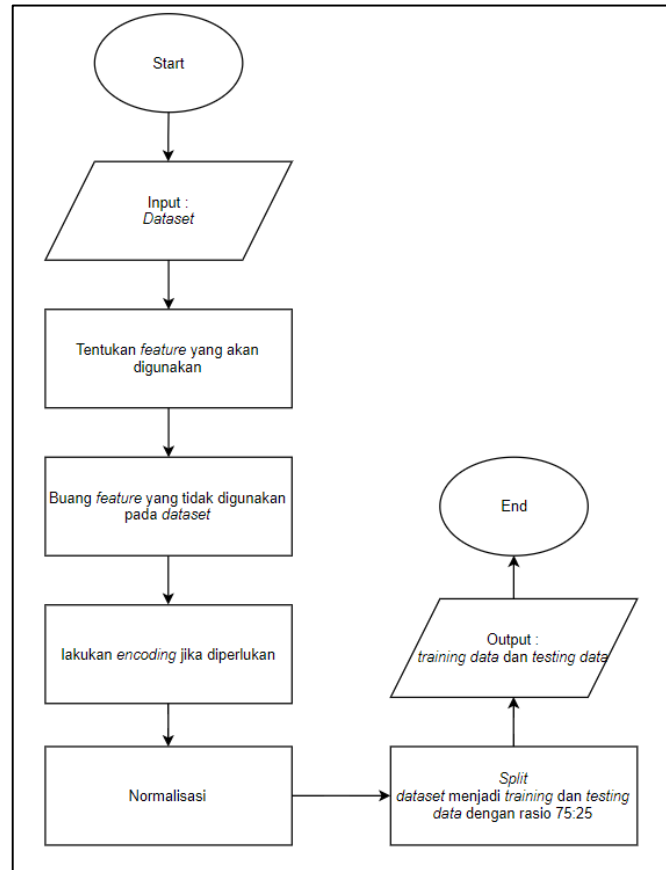 Start
Input :
Dataset
Tentukan feature yang akan
digunakan
Buang feature yang tidak digunakan
pada dataset
lakukan encoding jika diperlukan
Normalisasi
Split
dataset menjadi training dan testing
data dengan rasio 75:25
Output :
training data dan testing data
End